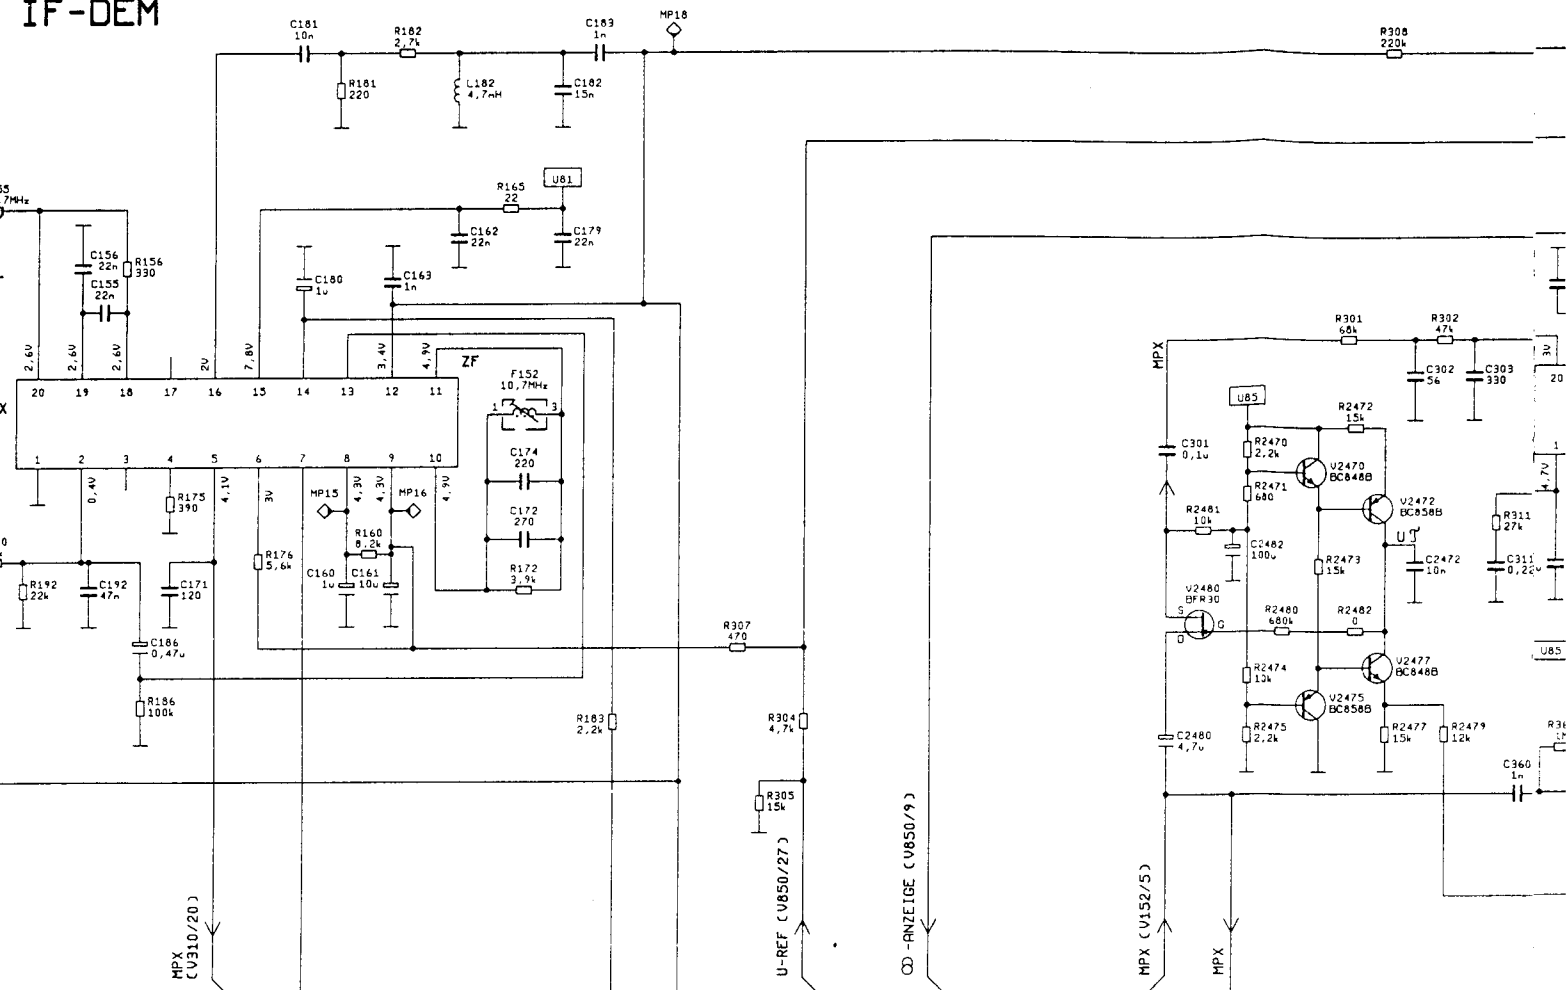 IF-DEM
C181
10n
R182
2,7k
C183
1n
MP18
R308
220k
R181
220
L182
4,7mH
C182
15n
7MHz
R165
22
U81
C156
22n
R156
330
C155
22n
C162
22n
C179
22n
C180
1u
C163
1n
2,6V
2,6V
2,6V
2V
7,8V
3,4V
4,9V
ZF
20
19
18
17
16
15
14
13
12
11
X
1
2
3
4
5
6
7
8
9
10
0,4V
4,1V
3V
4,3V
4,3V
4,9V
F152
10,7MHz
1
3
C174
220
C172
270
R172
3,9k
R175
390
MP15
MP16
R160
8,2k
R176
5,6k
C160
1u
C161
10u
R192
22k
C192
47n
C171
120
C186
0,47u
R186
100k
R307
470
R183
2,2k
R304
4,7k
R305
15k
MPX
R301
68k
R302
47k
3V
C302
56
C303
330
20
U85
R2472
15k
C301
0,1u
R2470
2,2k
V2470
BC848B
R2471
680
V2472
BC858B
1
4,7V
R2481
10k
C2482
100u
R2473
15k
C2472
10n
R311
27k
C311
0,22u
V2480
BFR30
S
G
D
R2480
680k
R2482
0
U85
R2474
10k
V2477
BC848B
V2475
BC858B
C2480
4,7u
R2475
2,2k
R2477
15k
R2479
12k
C360
1n
MPX
(V310/20)
U-REF (V850/27)
-ANZEIGE (V850/9)
MPX (V152/5)
MPX